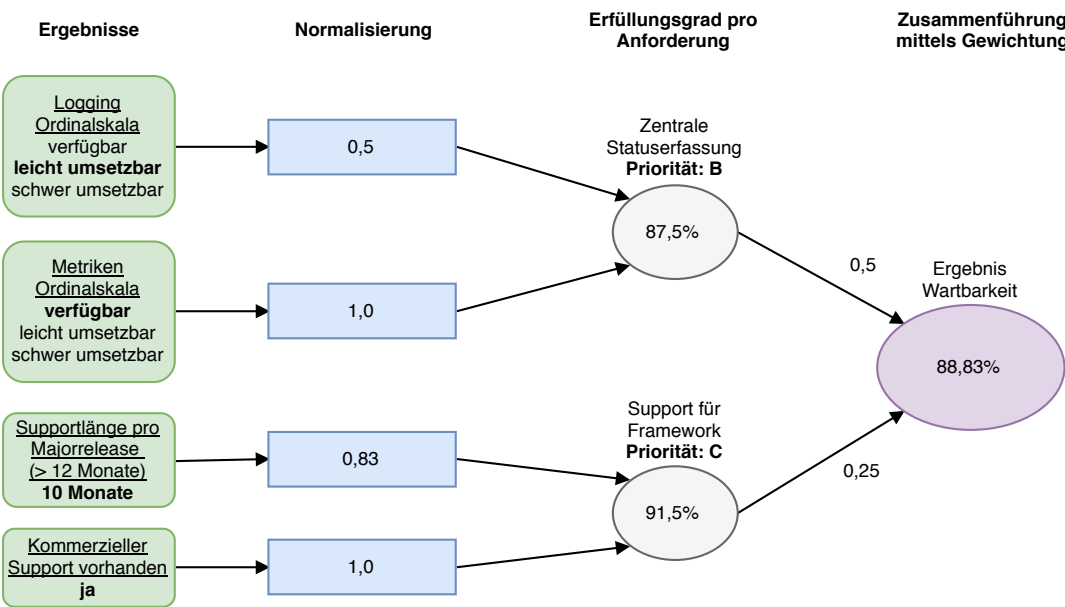 Ergebnisse
Normalisierung
Erfüllungsgrad pro
Anforderung
Zusammenführung
mittels Gewichtung
Logging
Ordinalskala
verfügbar
leicht umsetzbar
schwer umsetzbar
0,5
Zentrale
Statuserfassung
Priorität: B
87,5%
Metriken
Ordinalskala
verfügbar
leicht umsetzbar
schwer umsetzbar
1,0
0,5
Ergebnis
Wartbarkeit
88,83%
Supportlänge pro
Majorrelease
(> 12 Monate)
10 Monate
0,83
Support für
Framework
Priorität: C
91,5%
0,25
Kommerzieller
Support vorhanden
ja
1,0